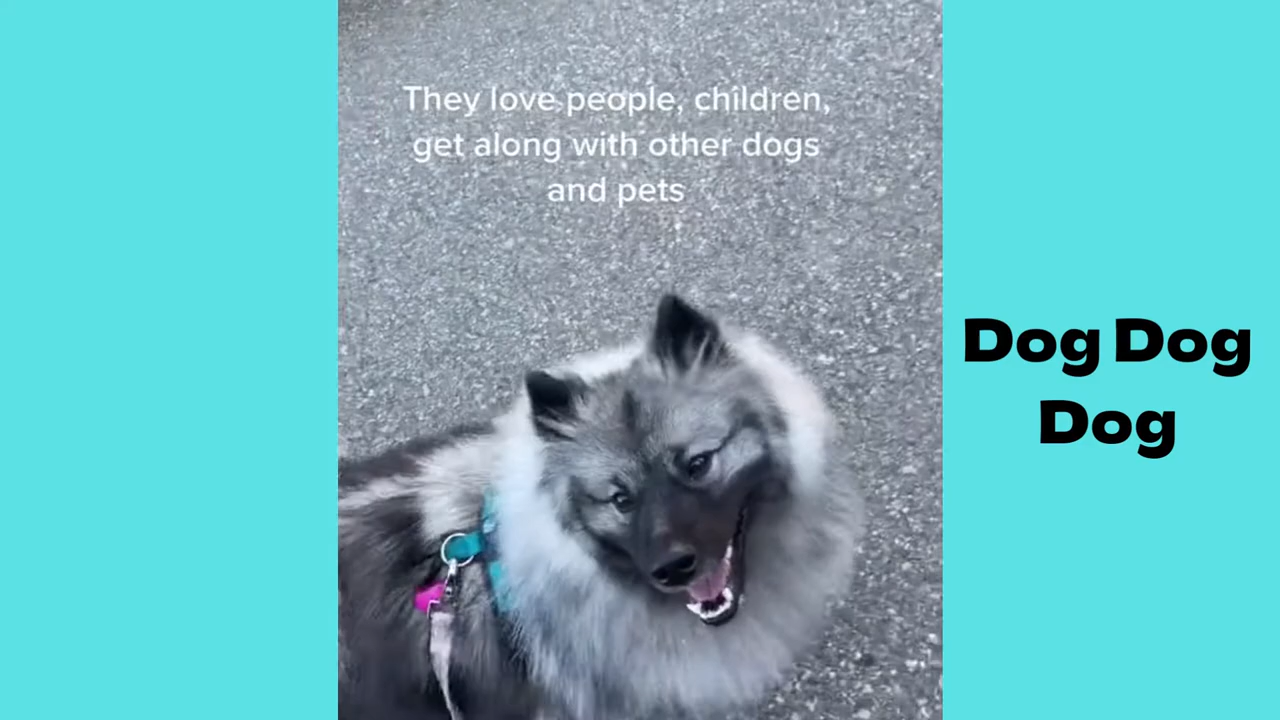 They love people, children,
get along with other dogs
and pets
Dog Dog
Dog